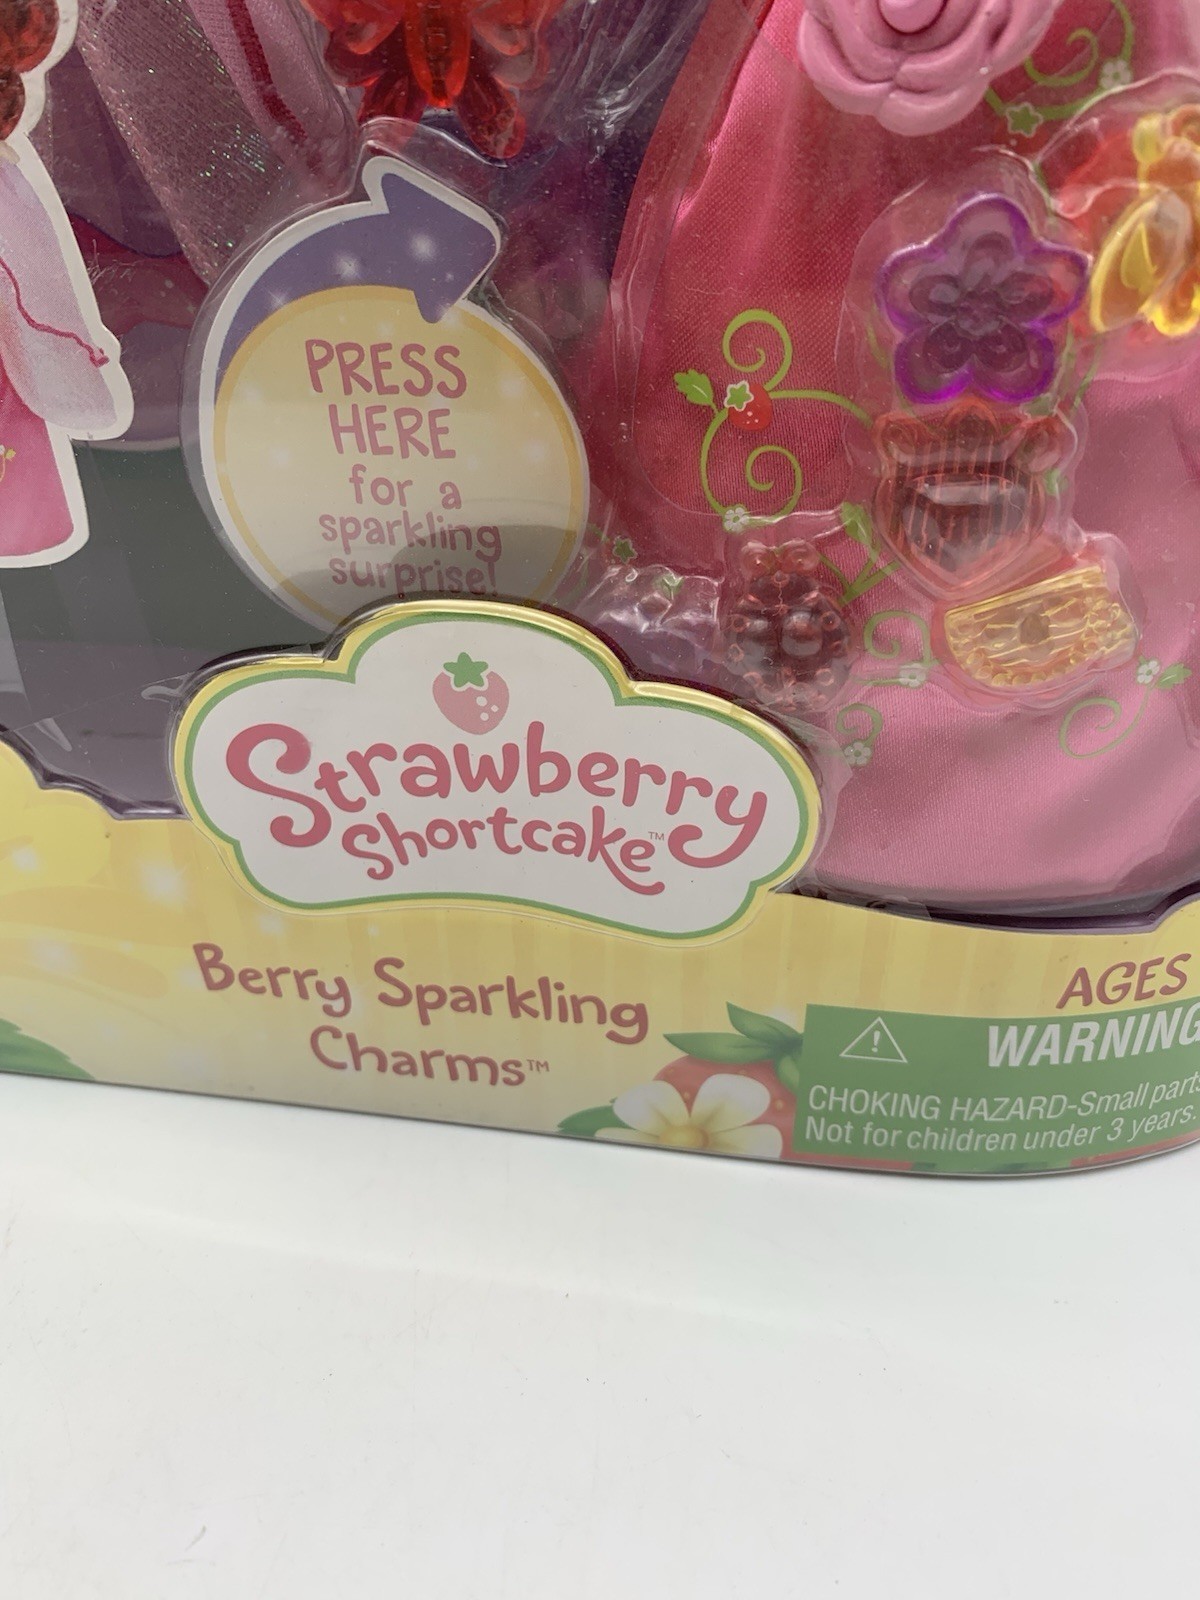 PRESS
HERE
for a
sparkling
surprise!
Strawberry
Shortcake™
Berry Sparkling
Charms™
AGES
WARNING
CHOKING HAZARD-Small parts
Not for children under 3 years.